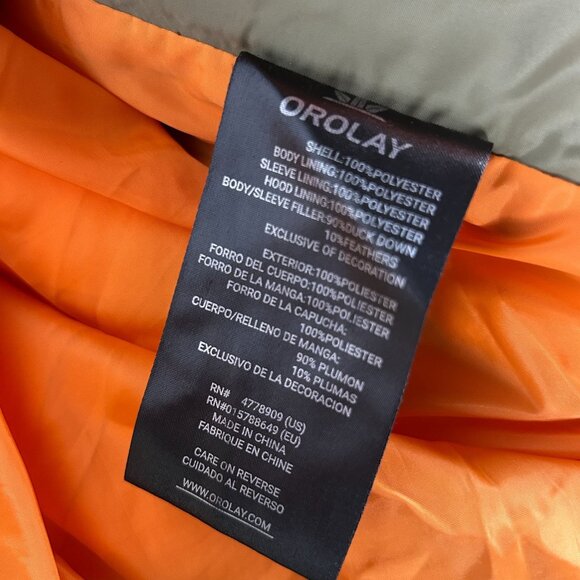 OROLAY
SHELL:100%POLYESTER
BODY LINING:100%POLYESTER
SLEEVE LINING:100%POLYESTER
HOOD LINING:100%POLYESTER
BODY/SLEEVE FILLER:90%DUCK DOWN
10%FEATHERS
EXCLUSIVE OF DECORATION
EXTERIOR:100%POLIESTER
FORRO DEL CUERPO:100%POLIESTER
FORRO DE LA MANGA:100%POLIESTER
FORRO DE LA CAPUCHA:
100%POLIESTER
CUERPO/RELLENO DE MANGA:
90% PLUMON
10% PLUMAS
EXCLUSIVO DE LA DECORACION
RN# 4778909 (US)
RN#015788649 (EU)
MADE IN CHINA
FABRIQUE EN CHINE
CARE ON REVERSE
CUIDADO AL REVERSO
WWW.OROLAY.COM